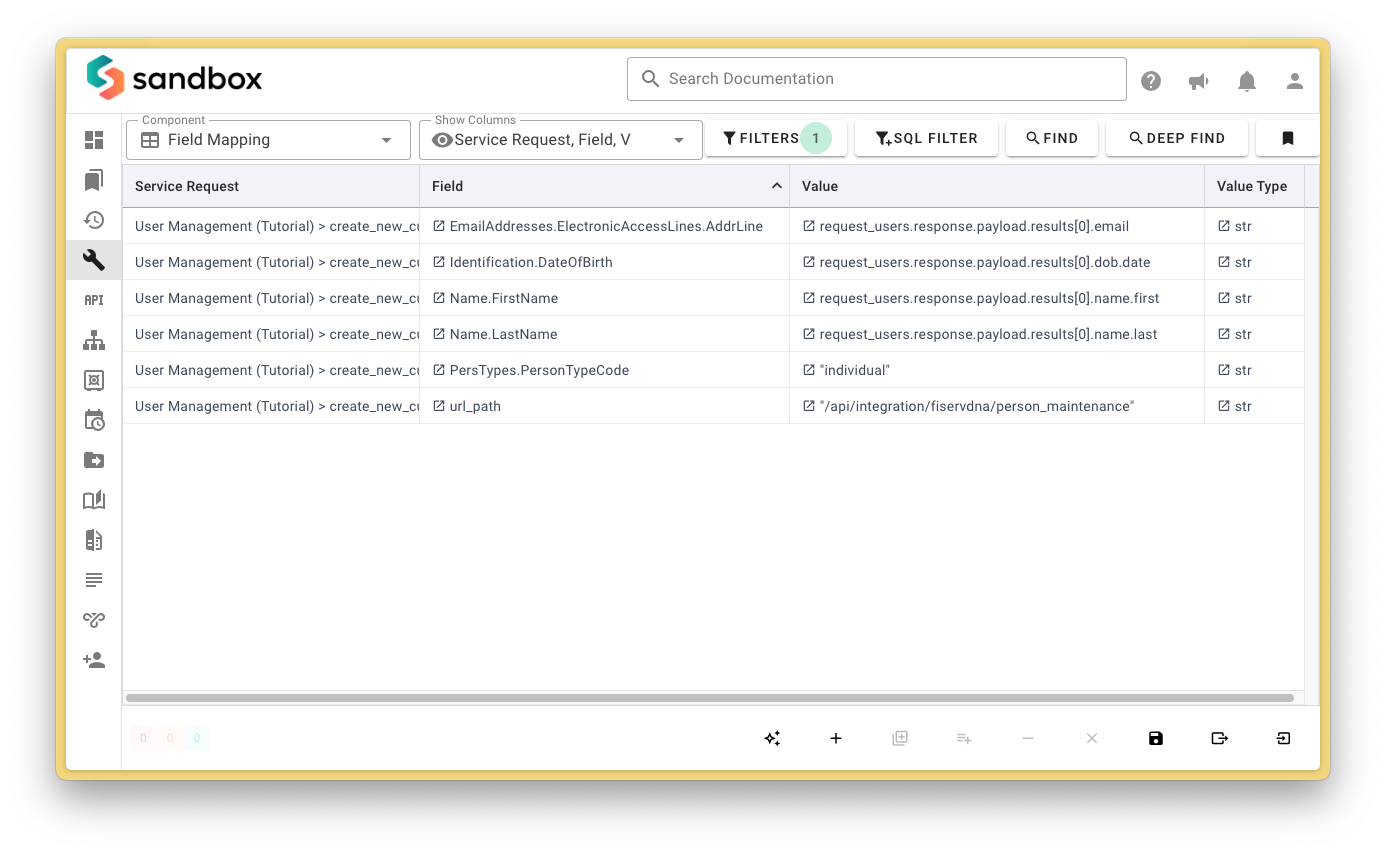 sandbox
Search Documentation
Component
Field Mapping
Show Columns
Service Request, Field, V
FILTERS 1
SQL FILTER
FIND
DEEP FIND
Service Request Field Value Value Type
User Management (Tutorial) > create_new_cu EmailAddresses.ElectronicAccessLines.AddrLine request_users.response.payload.results[0].email str
User Management (Tutorial) > create_new_cu Identification.DateOfBirth request_users.response.payload.results[0].dob.date str
User Management (Tutorial) > create_new_cu Name.FirstName request_users.response.payload.results[0].name.first str
User Management (Tutorial) > create_new_cu Name.LastName request_users.response.payload.results[0].name.last str
User Management (Tutorial) > create_new_cu PersTypes.PersonTypeCode "individual" str
User Management (Tutorial) > create_new_cu url_path "/api/integration/fiservdna/person_maintenance" str
API
0 0 0